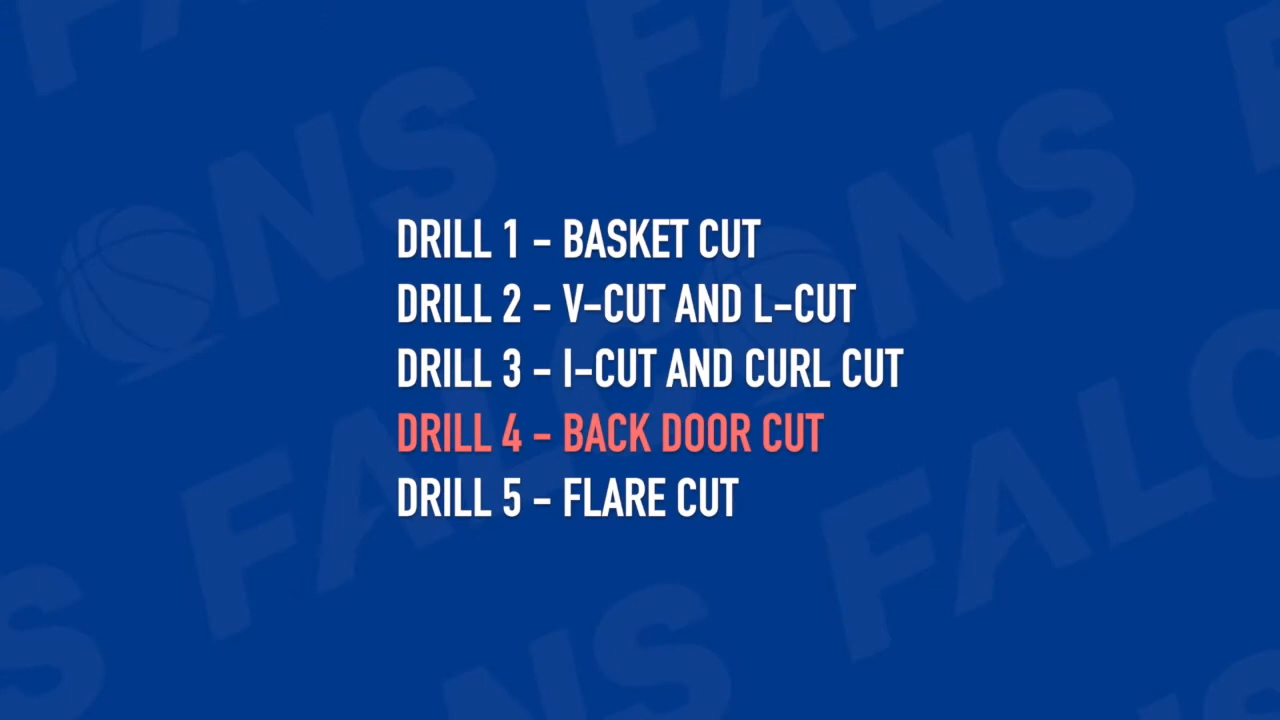 DRILL 1 - BASKET CUT
DRILL 2 - V-CUT AND L-CUT
DRILL 3 - I-CUT AND CURL CUT
DRILL 4 - BACK DOOR CUT
DRILL 5 - FLARE CUT
FALCONS